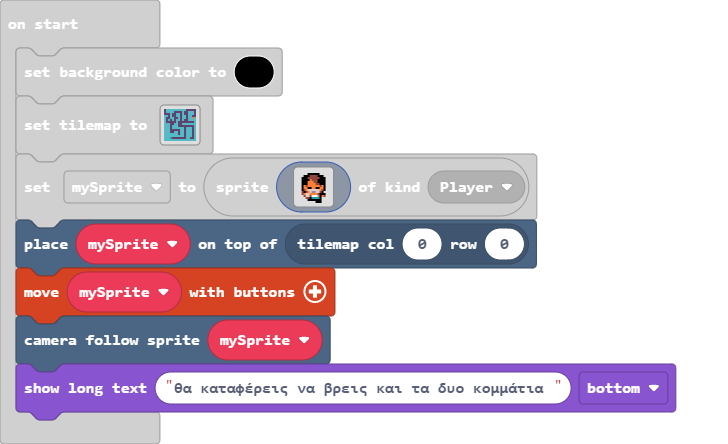 on start
set background color to
set tilemap to
set mySprite to sprite of kind Player
place mySprite on top of tilemap col 0 row 0
move mySprite with buttons
camera follow sprite mySprite
show long text "θα καταφέρεις να βρεις και τα δυο κομμάτια " bottom